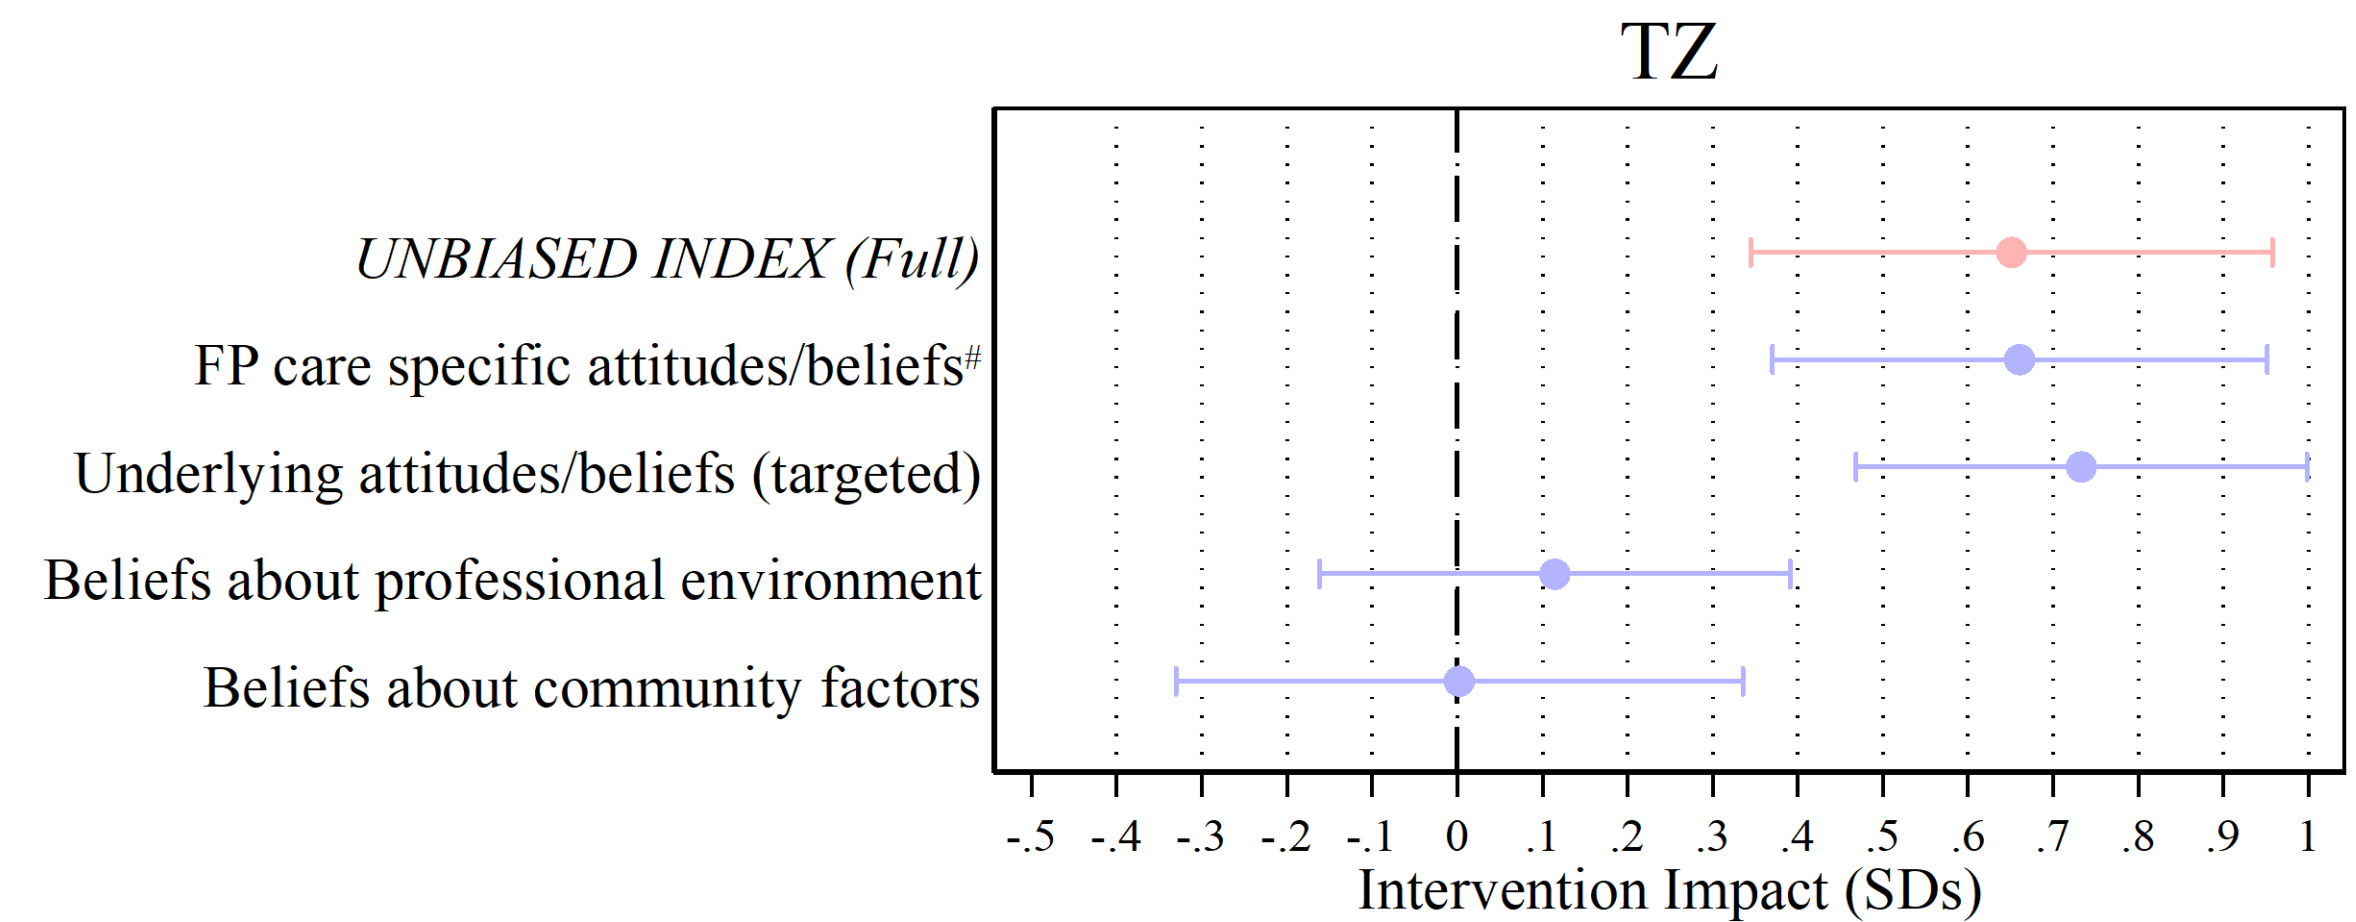 TZ
UNBIASED INDEX (Full)
FP care specific attitudes/beliefs#
Underlying attitudes/beliefs (targeted)
Beliefs about professional environment
Beliefs about community factors
-.5 -.4 -.3 -.2 -.1 0 .1 .2 .3 .4 .5 .6 .7 .8 .9 1
Intervention Impact (SDs)